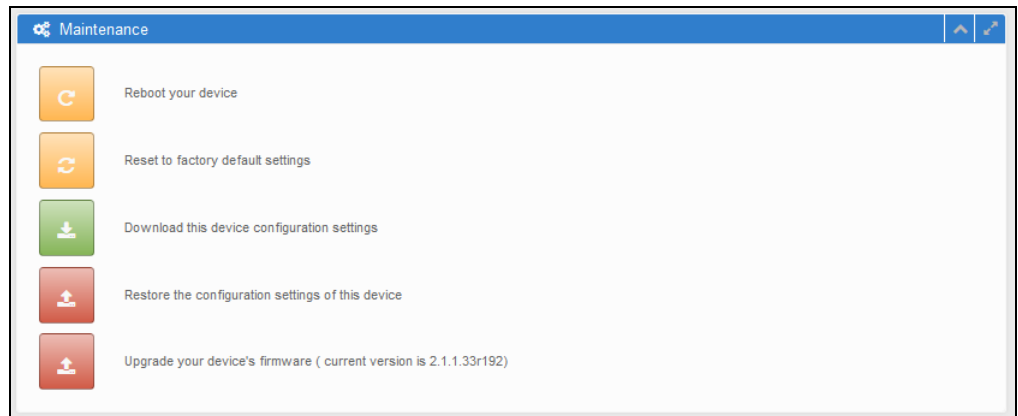 Maintenance
Reboot your device
Reset to factory default settings
Download this device configuration settings
Restore the configuration settings of this device
Upgrade your device's firmware ( current version is 2.1.1.33r192)